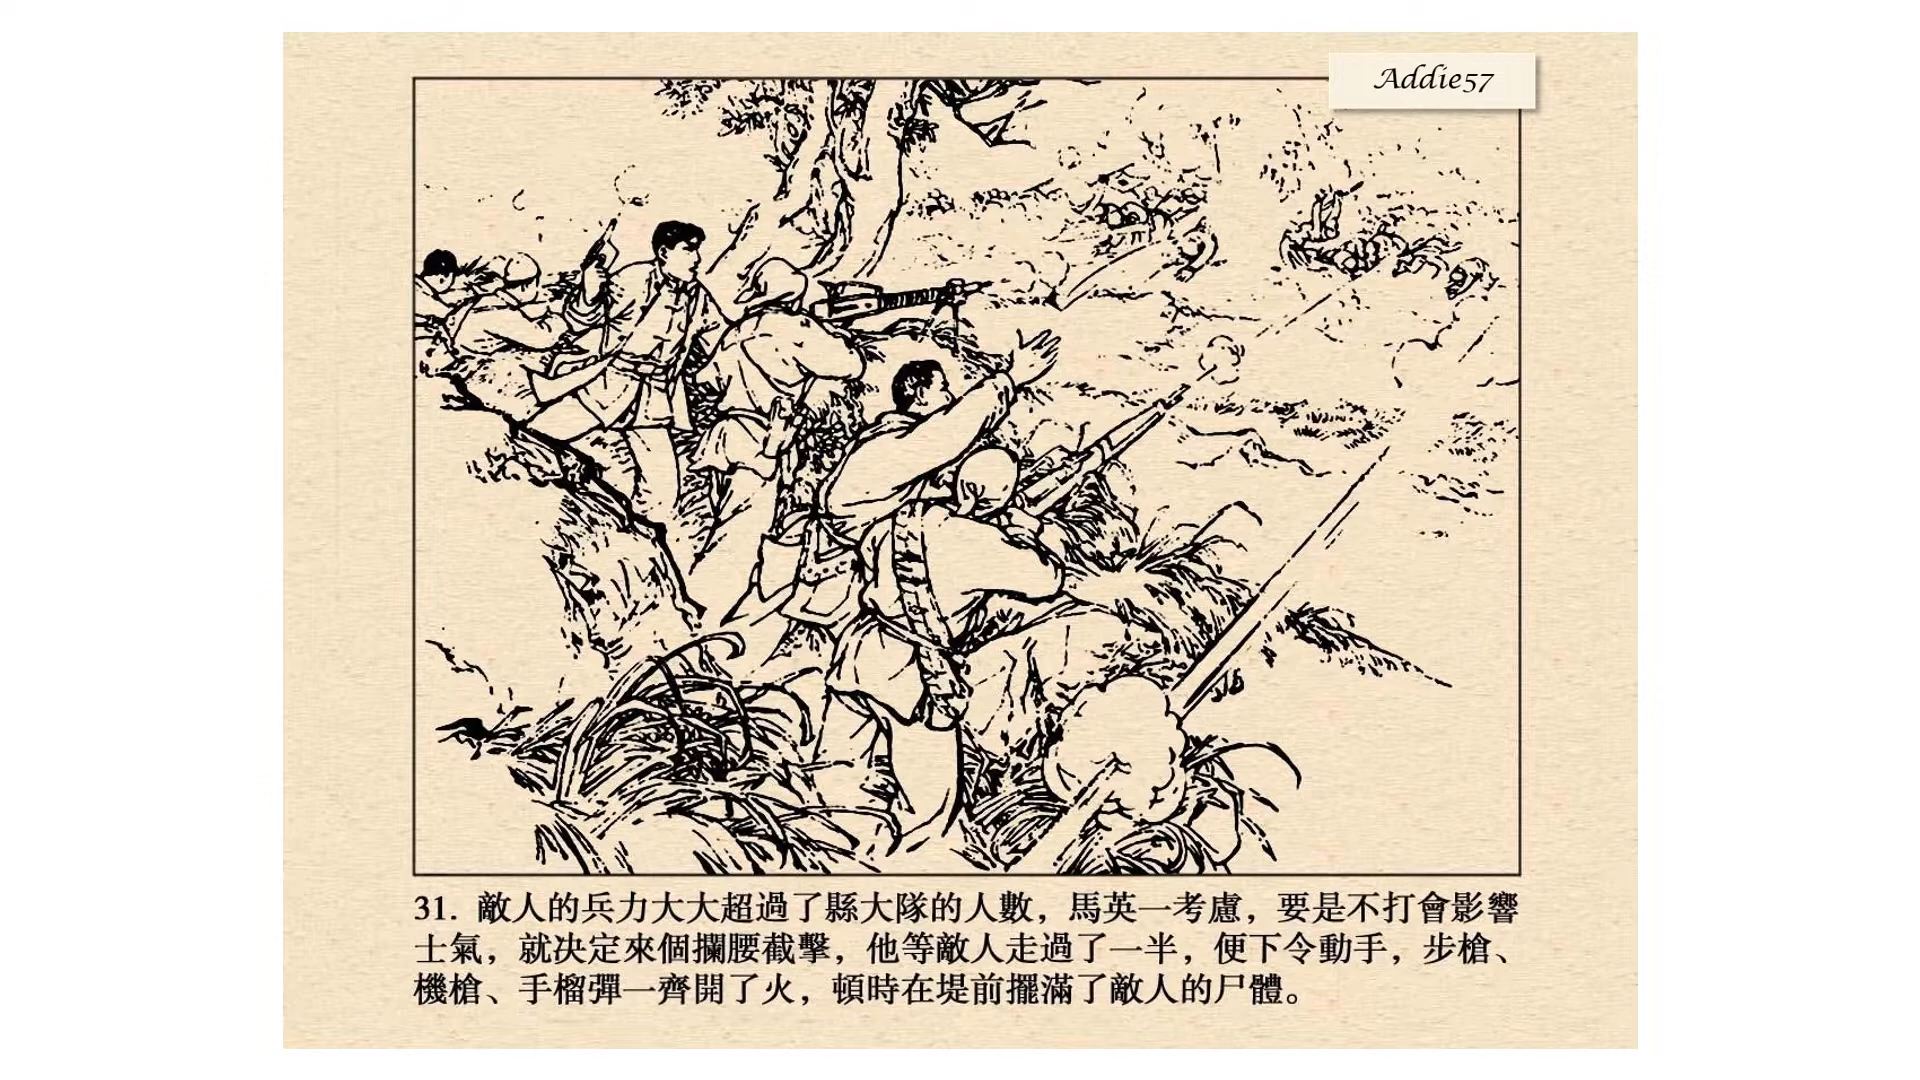 Addie57
31. 敵人的兵力大大超過了縣大隊的人數，馬英一考慮，要是不打會影響
士氣，就决定來個攔腰截擊，他等敵人走過了一半，便下令動手，步槍、
機槍、手榴彈一齊開了火，頓時在堤前擺滿了敵人的尸體。